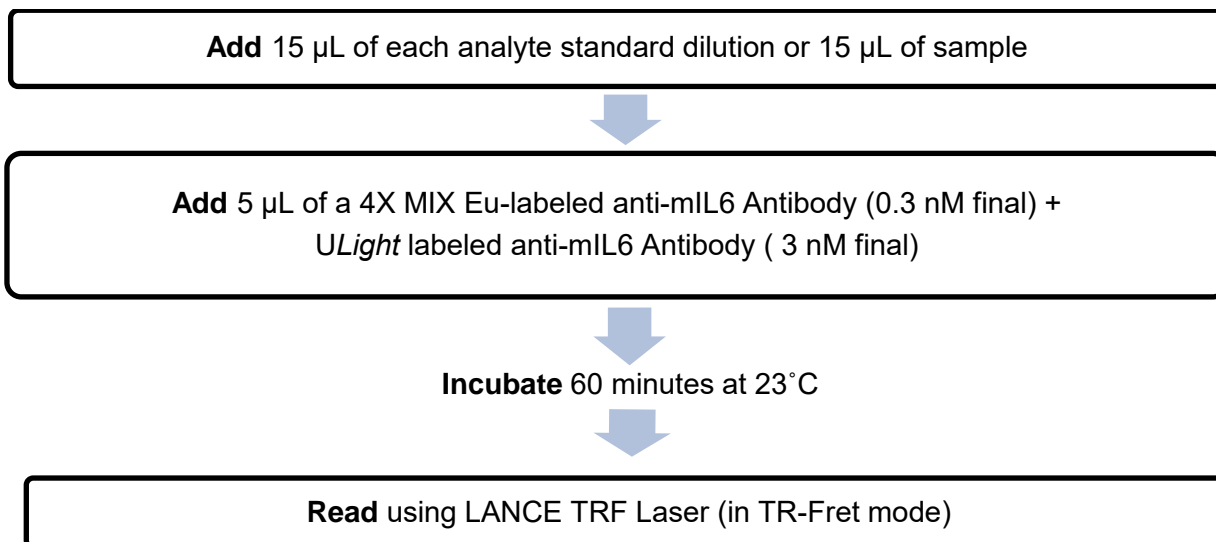 Add 15 µL of each analyte standard dilution or 15 µL of sample
Add 5 µL of a 4X MIX Eu-labeled anti-mIL6 Antibody (0.3 nM final) +
ULight labeled anti-mIL6 Antibody ( 3 nM final)
Incubate 60 minutes at 23˚C
Read using LANCE TRF Laser (in TR-Fret mode)